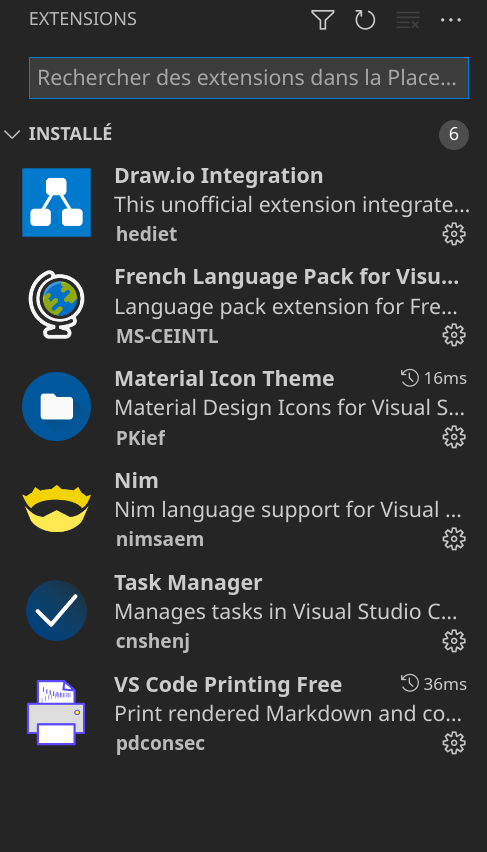 EXTENSIONS
Rechercher des extensions dans la Place...
INSTALLÉ 6
Draw.io Integration
This unofficial extension integrate...
hediet
French Language Pack for Visu...
Language pack extension for Fre...
MS-CEINTL
Material Icon Theme 16ms
Material Design Icons for Visual S...
PKief
Nim
Nim language support for Visual ...
nimsaem
Task Manager
Manages tasks in Visual Studio C...
cnshenj
VS Code Printing Free 36ms
Print rendered Markdown and co...
pdconsec